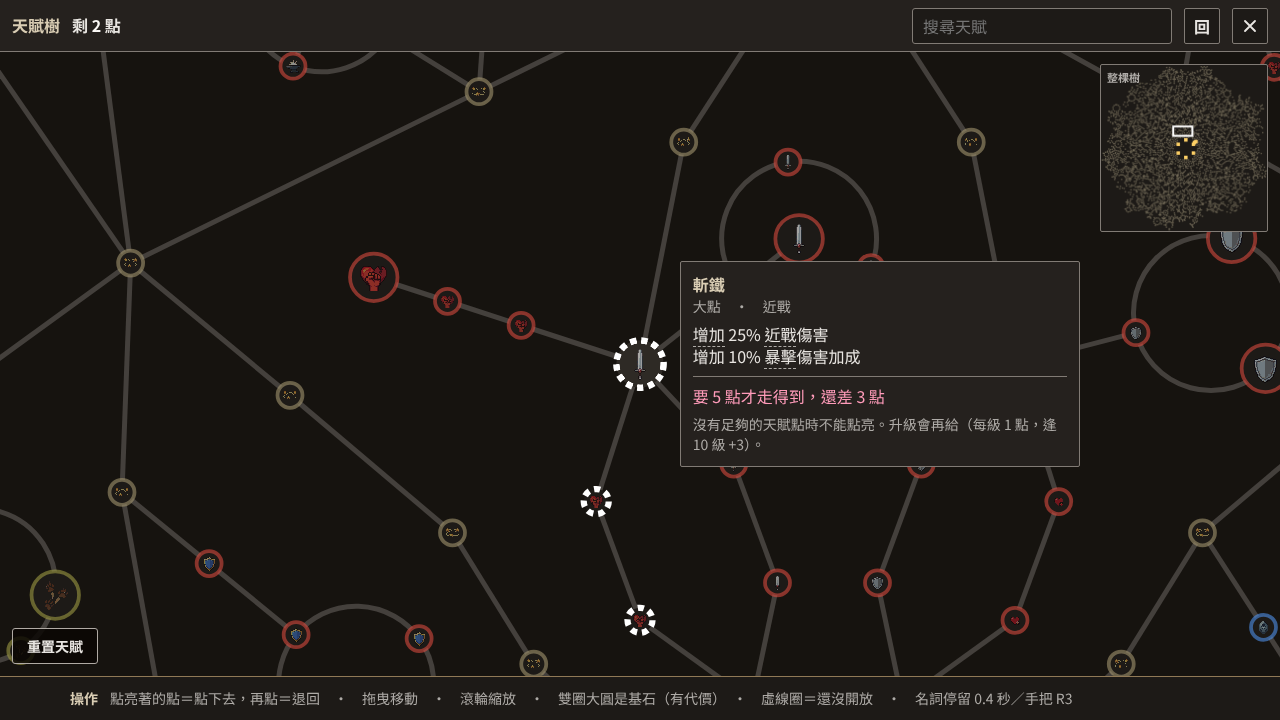 天賦樹 剩 2 點
搜尋天賦
回 ✕
整棵樹
斬鐵
大點 ・ 近戰
增加 25% 近戰傷害
增加 10% 暴擊傷害加成
要 5 點才走得到，還差 3 點
沒有足夠的天賦點時不能點亮。升級會再給（每級 1 點，逢
10 級 +3）。
重置天賦
操作 點亮著的點＝點下去，再點＝退回 ・ 拖曳移動 ・ 滾輪縮放 ・ 雙圈大圓是基石（有代價） ・ 虛線圈＝還沒開放 ・ 名詞停留 0.4 秒／手把 R3